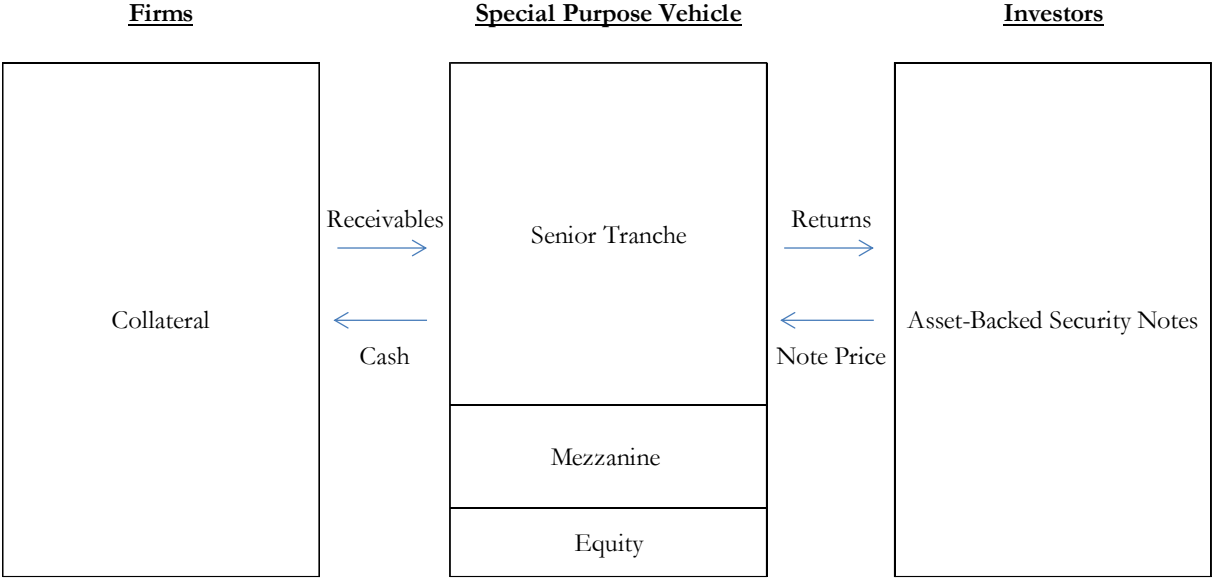 Firms
Special Purpose Vehicle
Investors
Receivables
Collateral
Cash
Senior Tranche
Mezzanine
Equity
Returns
Note Price
Asset-Backed Security Notes